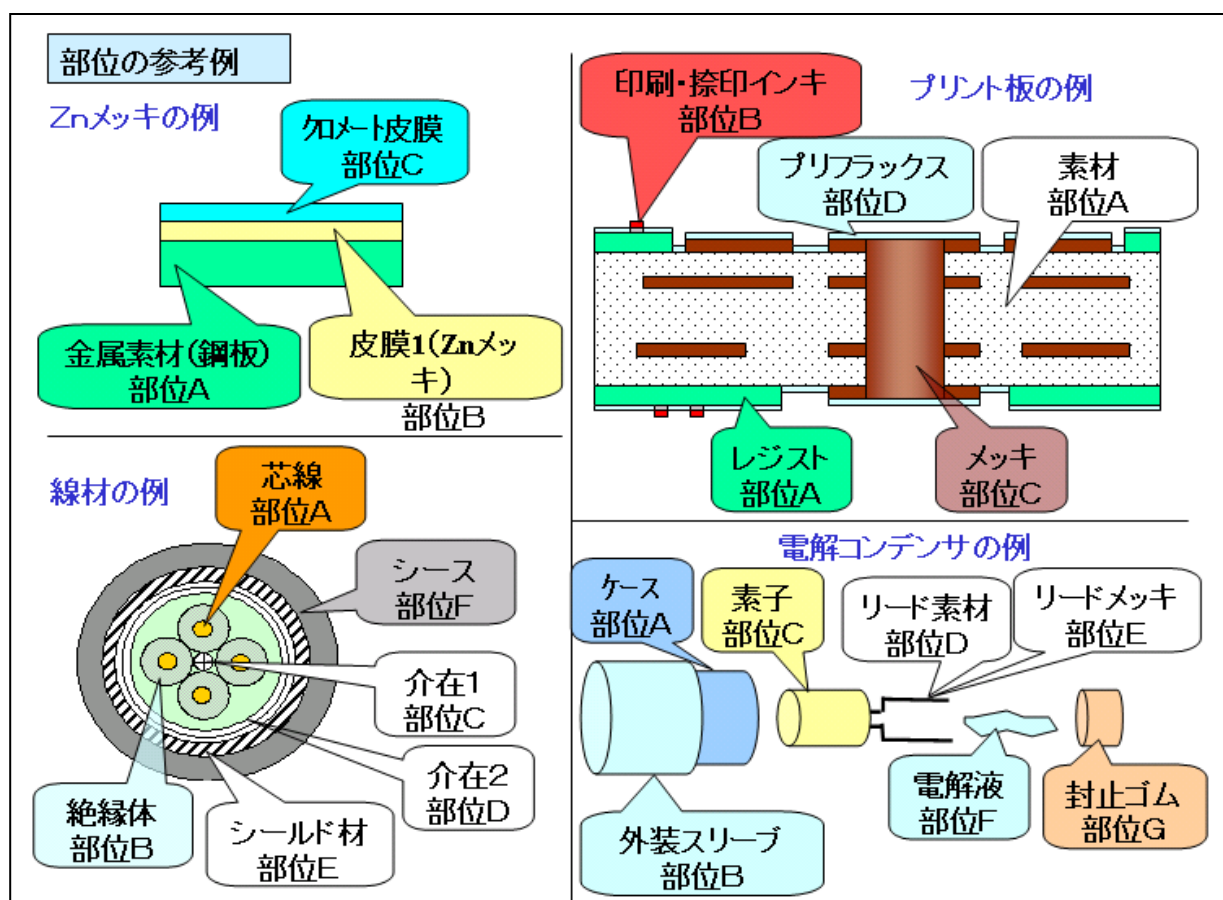 部位の参考例
Znメッキの例
クロメート皮膜
部位C
金属素材(鋼板)
部位A
皮膜1(Znメッ
キ)
部位B
プリント板の例
印刷・捺印インキ
部位B
プリフラックス
部位D
素材
部位A
レジスト
部位A
メッキ
部位C
線材の例
芯線
部位A
シース
部位F
介在1
部位C
介在2
部位D
絶縁体
部位B
シールド材
部位E
電解コンデンサの例
ケース
部位A
素子
部位C
リード素材
部位D
リードメッキ
部位E
外装スリーブ
部位B
電解液
部位F
封止ゴム
部位G